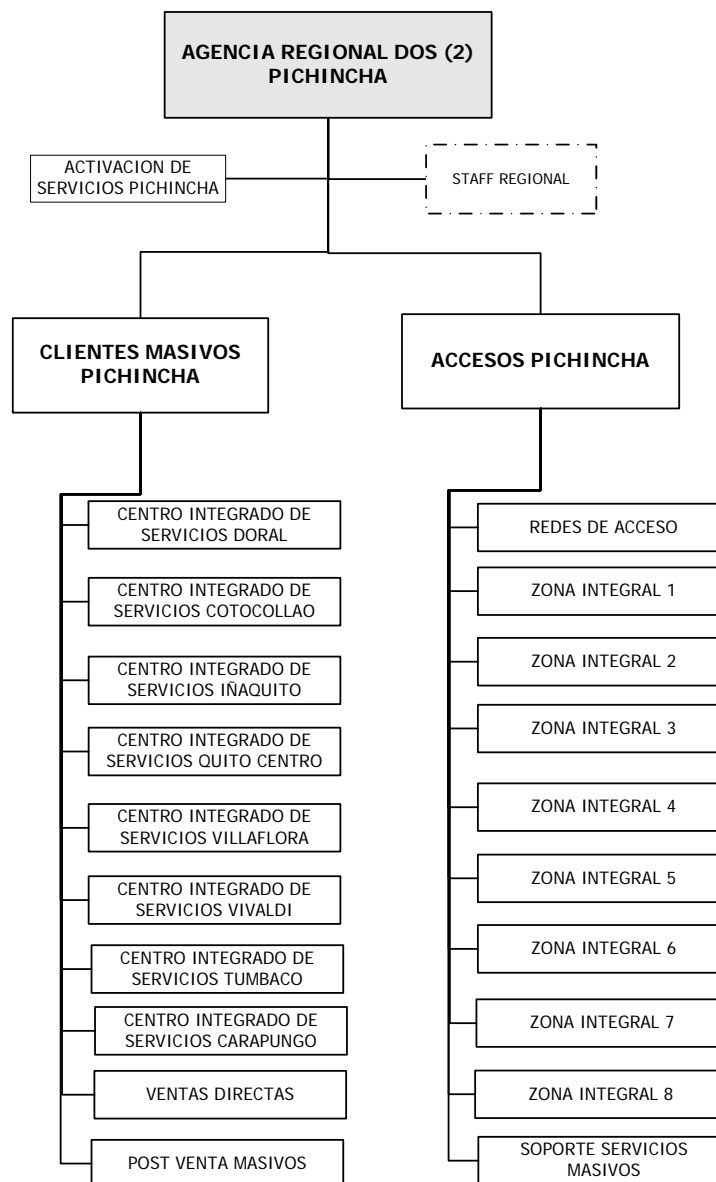 AGENCIA REGIONAL DOS (2)
PICHINCHA
ACTIVACION DE
SERVICIOS PICHINCHA
STAFF REGIONAL
CLIENTES MASIVOS
PICHINCHA
ACCESOS PICHINCHA
CENTRO INTEGRADO DE
SERVICIOS DORAL
CENTRO INTEGRADO DE
SERVICIOS COTOCOLLAO
CENTRO INTEGRADO DE
SERVICIOS IÑAQUITO
CENTRO INTEGRADO DE
SERVICIOS QUITO CENTRO
CENTRO INTEGRADO DE
SERVICIOS VILLAFLORA
CENTRO INTEGRADO DE
SERVICIOS VIVALDI
CENTRO INTEGRADO DE
SERVICIOS TUMBACO
CENTRO INTEGRADO DE
SERVICIOS CARAPUNGO
VENTAS DIRECTAS
POST VENTA MASIVOS
REDES DE ACCESO
ZONA INTEGRAL 1
ZONA INTEGRAL 2
ZONA INTEGRAL 3
ZONA INTEGRAL 4
ZONA INTEGRAL 5
ZONA INTEGRAL 6
ZONA INTEGRAL 7
ZONA INTEGRAL 8
SOPORTE SERVICIOS
MASIVOS